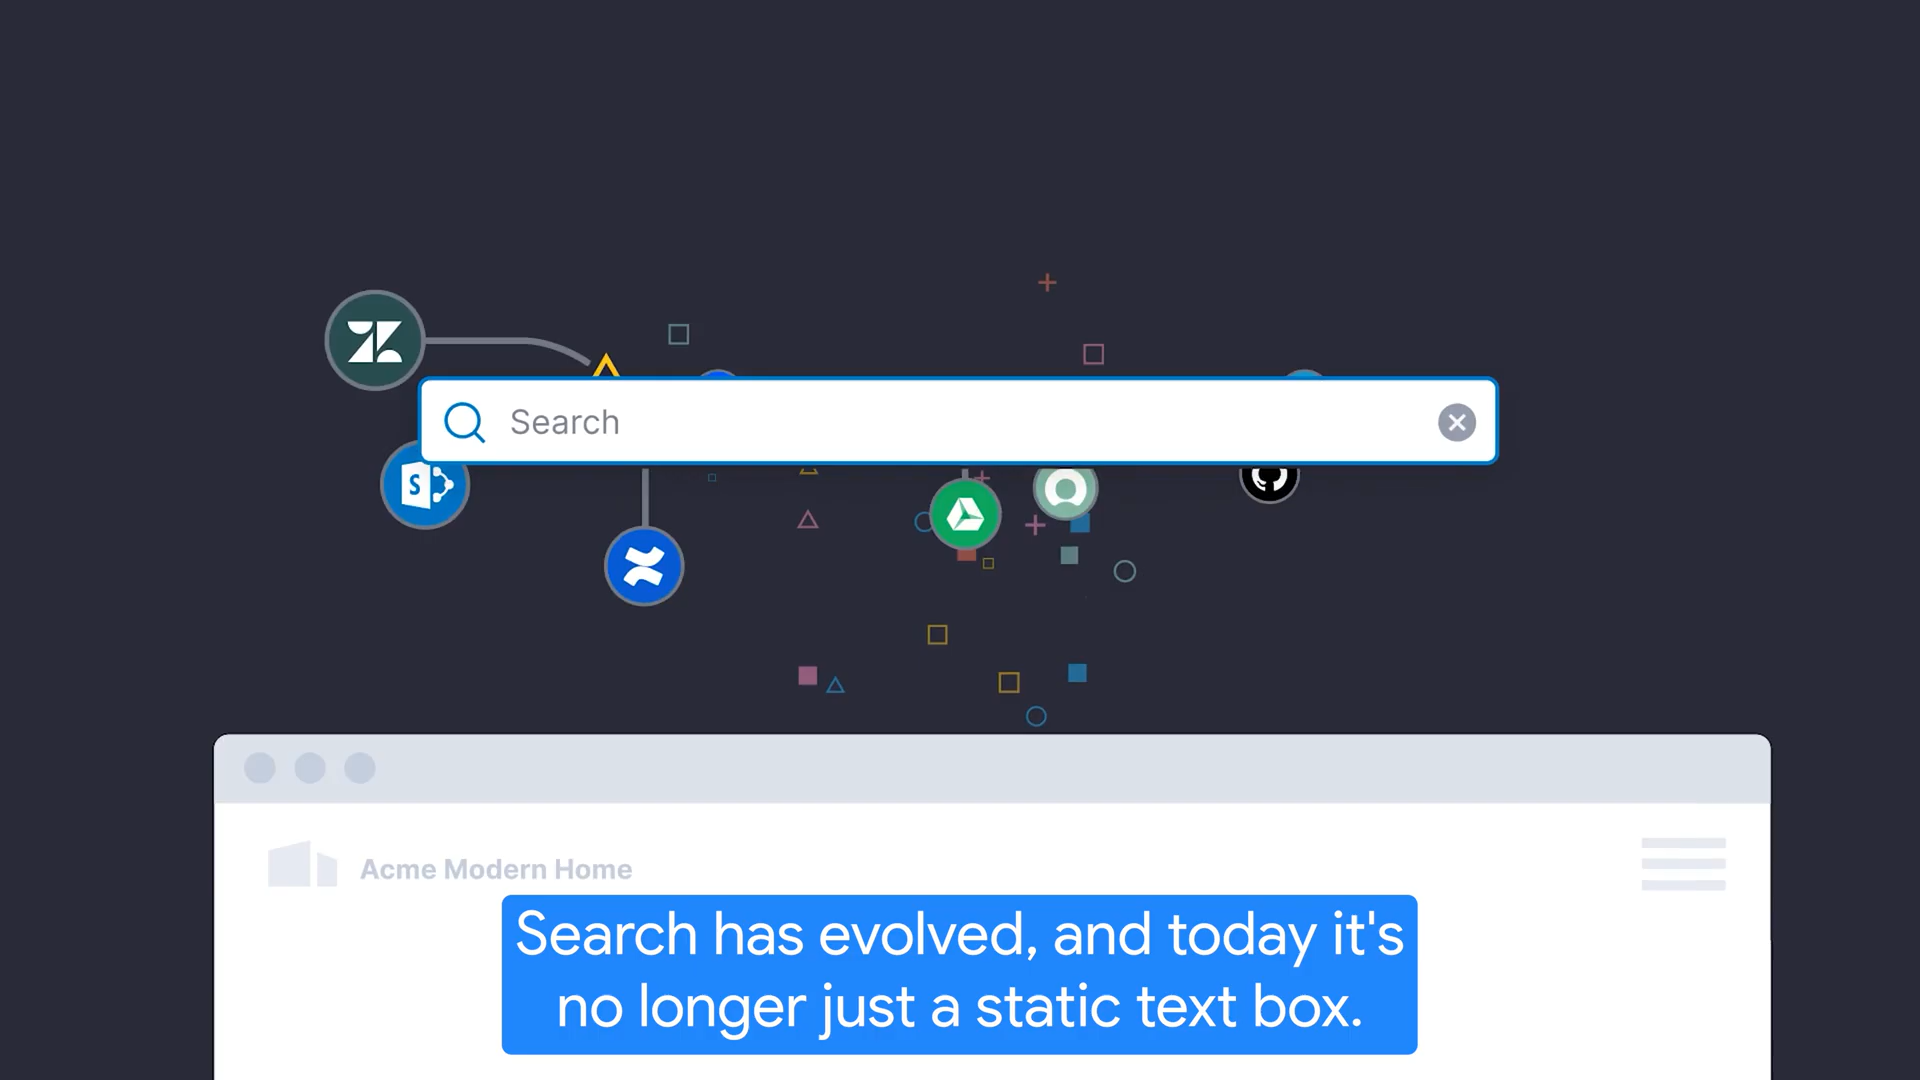 Search
S
Acme Modern Home
Search has evolved, and today it's
no longer just a static text box.